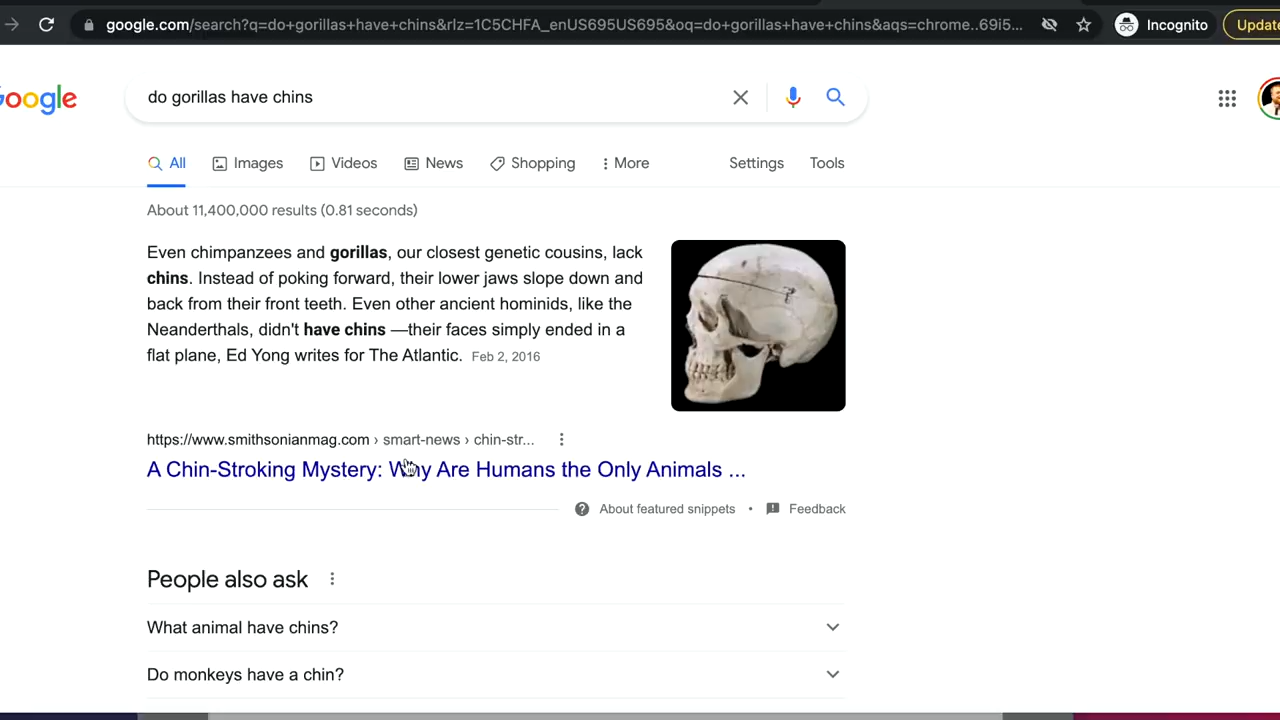 google.com/search?q=do+gorillas+have+chins&rlz=1C5CHFA_enUS695US695&oq=do+gorillas+have+chins&aqs=chrome..69i5...
Incognito
Update
Google
do gorillas have chins
All
Images
Videos
News
Shopping
More
Settings
Tools
About 11,400,000 results (0.81 seconds)
Even chimpanzees and gorillas, our closest genetic cousins, lack
chins. Instead of poking forward, their lower jaws slope down and
back from their front teeth. Even other ancient hominids, like the
Neanderthals, didn't have chins —their faces simply ended in a
flat plane, Ed Yong writes for The Atlantic. Feb 2, 2016
https://www.smithsonianmag.com › smart-news › chin-str...
A Chin-Stroking Mystery: Why Are Humans the Only Animals ...
About featured snippets • Feedback
People also ask
What animal have chins?
Do monkeys have a chin?